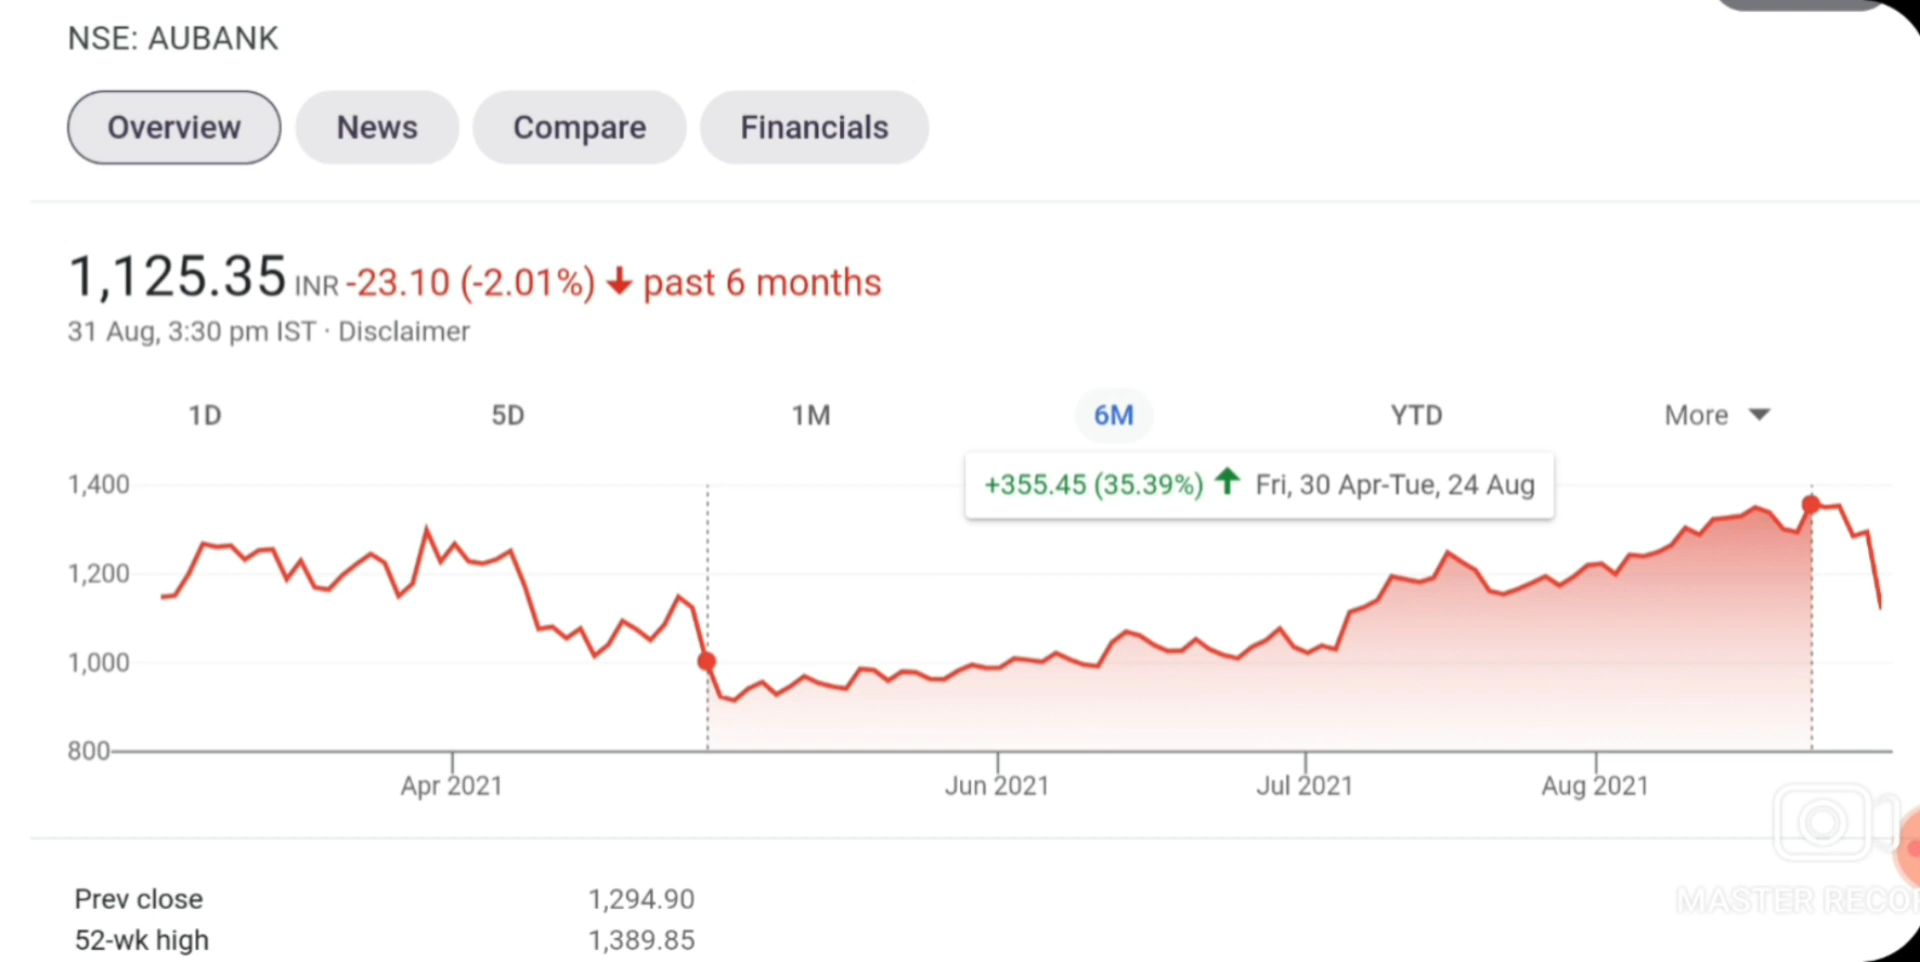 NSE: AUBANK
Overview News Compare Financials
1,125.35 INR -23.10 (-2.01%) ↓ past 6 months
31 Aug, 3:30 pm IST · Disclaimer
1D 5D 1M 6M YTD More
+355.45 (35.39%) ↑ Fri, 30 Apr-Tue, 24 Aug
1,400
1,200
1,000
800
Apr 2021 Jun 2021 Jul 2021 Aug 2021
Prev close 1,294.90
52-wk high 1,389.85
MASTER